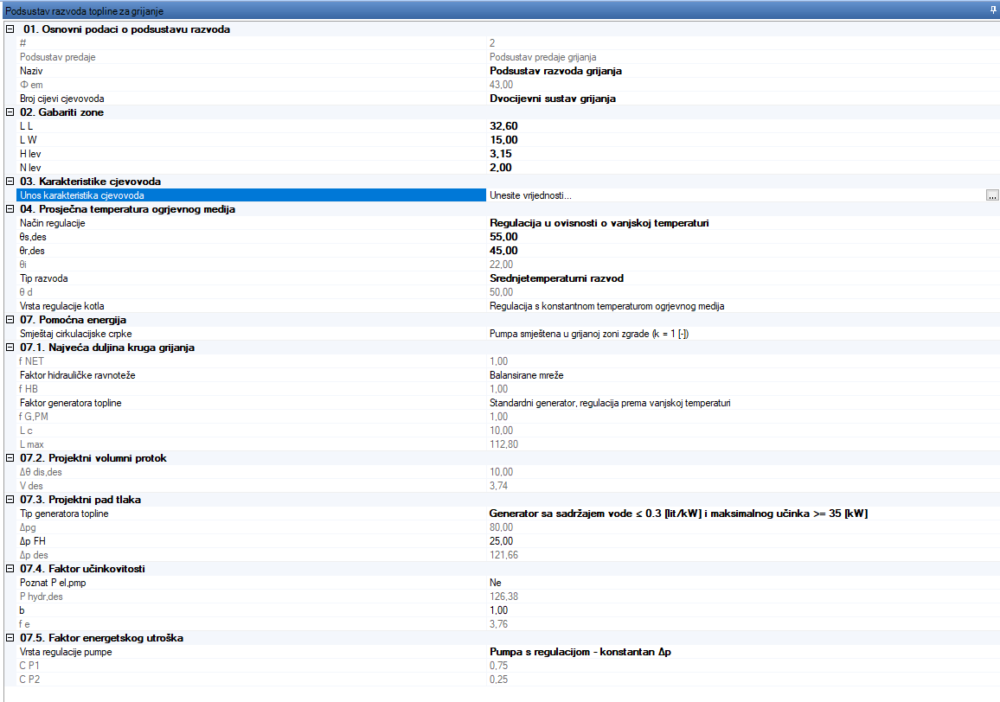 Podsustav razvoda topline za grijanje
01. Osnovni podaci o podsustavu razvoda
# 2
Podsustav predaje Podsustav predaje grijanja
Naziv Podsustav razvoda grijanja
Φ em 43,00
Broj cijevi cjevovoda Dvocijevni sustav grijanja
02. Gabariti zone
L L 32,60
L W 15,00
H lev 3,15
N lev 2,00
03. Karakteristike cjevovoda
Unos karakteristika cjevovoda Unesite vrijednosti... ...
04. Prosječna temperatura ogrjevnog medija
Način regulacije Regulacija u ovisnosti o vanjskoj temperaturi
θs,des 55,00
θr,des 45,00
θi 22,00
Tip razvoda Srednjetemperaturni razvod
θ d 50,00
Vrsta regulacije kotla Regulacija s konstantnom temperaturom ogrjevnog medija
07. Pomoćna energija
Smještaj cirkulacijske crpke Pumpa smještena u grijanoj zoni zgrade (k = 1 [-])
07.1. Najveća duljina kruga grijanja
f NET 1,00
Faktor hidrauličke ravnoteže Balansirane mreže
f HB 1,00
Faktor generatora topline Standardni generator, regulacija prema vanjskoj temperaturi
f G,PM 1,00
L c 10,00
L max 112,80
07.2. Projektni volumni protok
Δθ dis,des 10,00
V des 3,74
07.3. Projektni pad tlaka
Tip generatora topline Generator sa sadržajem vode ≤ 0.3 [lit/kW] i maksimalnog učinka >= 35 [kW]
Δpg 80,00
Δp FH 25,00
Δp des 121,66
07.4. Faktor učinkovitosti
Poznat P el,pmp Ne
P hydr,des 126,38
b 1,00
f e 3,76
07.5. Faktor energetskog utroška
Vrsta regulacije pumpe Pumpa s regulacijom - konstantan Δp
C P1 0,75
C P2 0,25